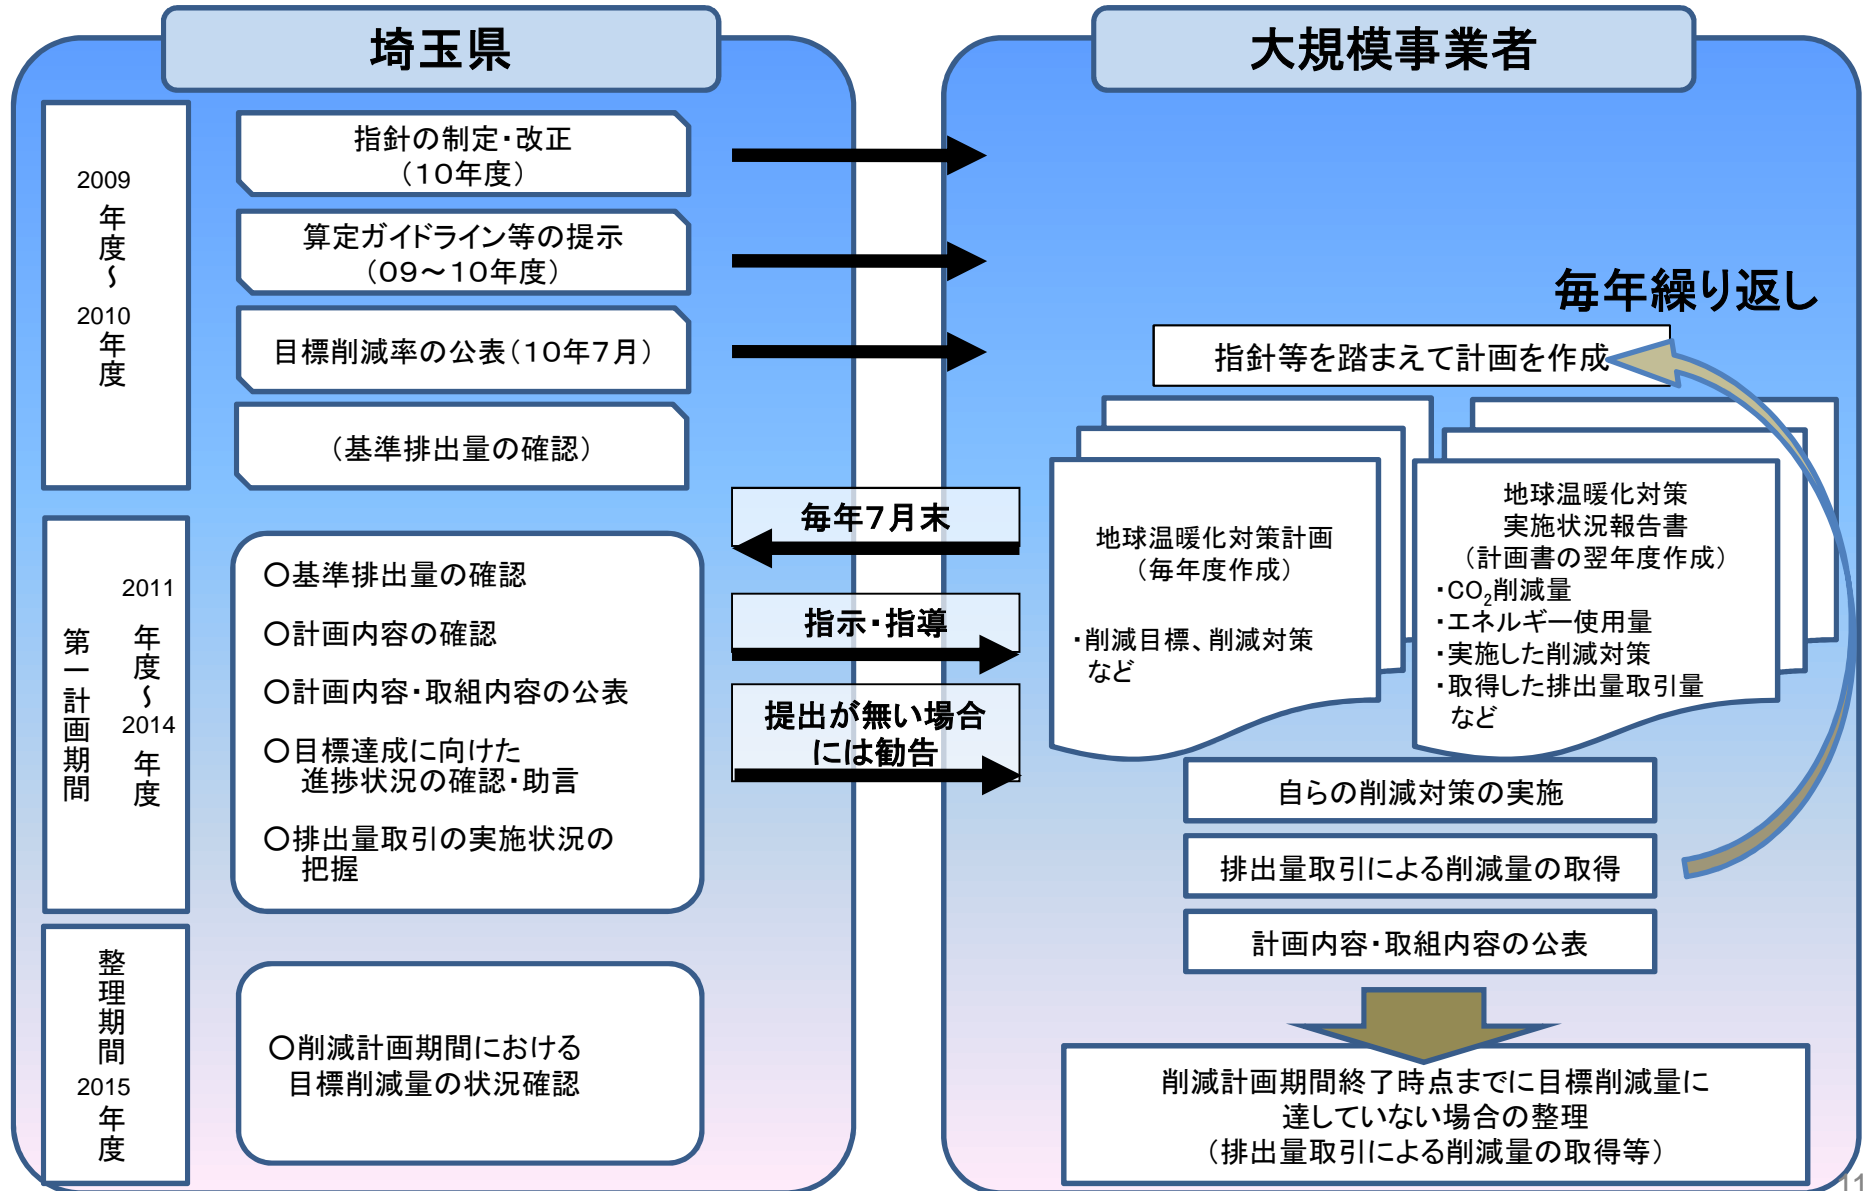 埼玉県
2009
年度～
2010
年度
指針の制定・改正
（１０年度）
算定ガイドライン等の提示
（０９～１０年度）
目標削減率の公表（１０年７月）
（基準排出量の確認）
第一計画期間
2011
年度～
2014
年度
○基準排出量の確認
○計画内容の確認
○計画内容・取組内容の公表
○目標達成に向けた
進捗状況の確認・助言
○排出量取引の実施状況の
把握
整理期間
2015
年度
○削減計画期間における
目標削減量の状況確認
毎年７月末
指示・指導
提出が無い場合
には勧告
大規模事業者
毎年繰り返し
指針等を踏まえて計画を作成
地球温暖化対策計画
（毎年度作成）
・削減目標、削減対策
など
地球温暖化対策
実施状況報告書
（計画書の翌年度作成）
・CO₂削減量
・エネルギー使用量
・実施した削減対策
・取得した排出量取引量
など
自らの削減対策の実施
排出量取引による削減量の取得
計画内容・取組内容の公表
削減計画期間終了時点までに目標削減量に
達していない場合の整理
（排出量取引による削減量の取得等）
11